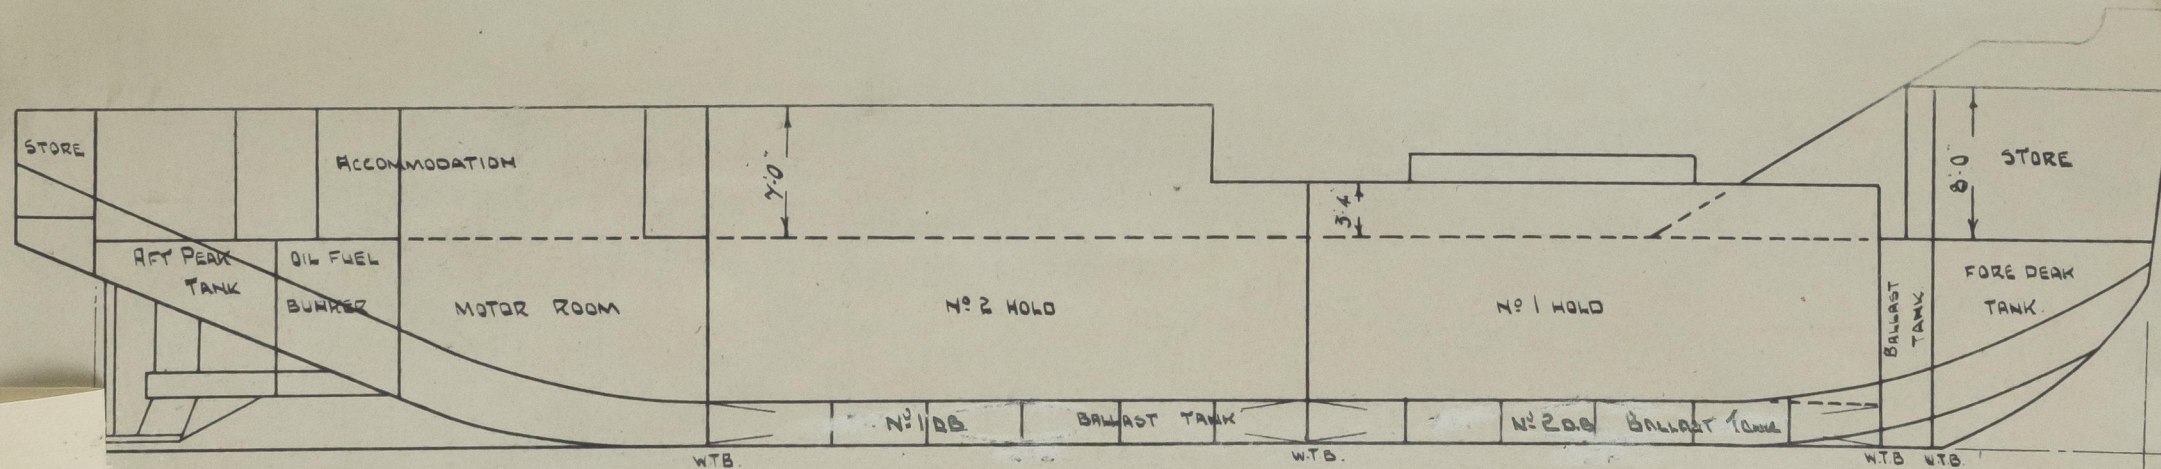 STORE
ACCOMMODATION
7'.0"
3'.4"
8'.0"
STORE
AFT PEAK
TANK
OIL FUEL
BUNKER
MOTOR ROOM
Nº 2 HOLD
Nº 1 HOLD
BALLAST
TANK.
FORE PEAK
TANK.
Nº 1 DB
BALLAST TANK
Nº 2 D.B BALLAST TANK
W.T.B.
W.T.B.
W.T.B
W.T.B.